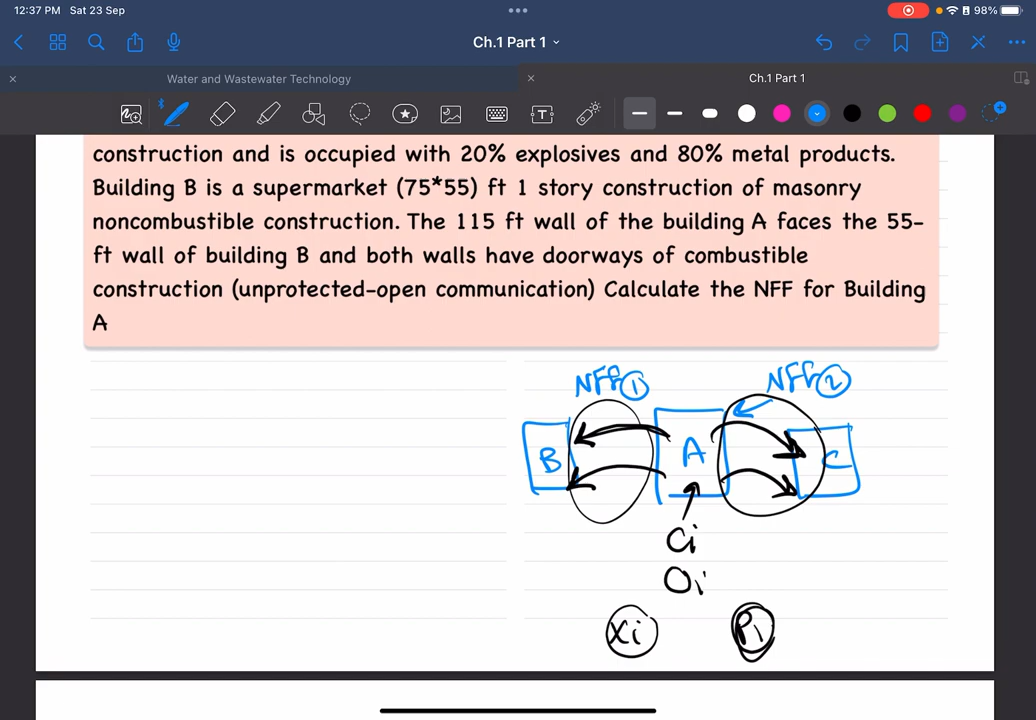 12:37 PM Sat 23 Sep
98%
Ch.1 Part 1
Water and Wastewater Technology
Ch.1 Part 1
construction and is occupied with 20% explosives and 80% metal products.
Building B is a supermarket (75*55) ft 1 story construction of masonry
noncombustible construction. The 115 ft wall of the building A faces the 55-
ft wall of building B and both walls have doorways of combustible
construction (unprotected-open communication) Calculate the NFF for Building
A
NFF ① NFF ②
B A C
Ci
Oi
Xi Pi